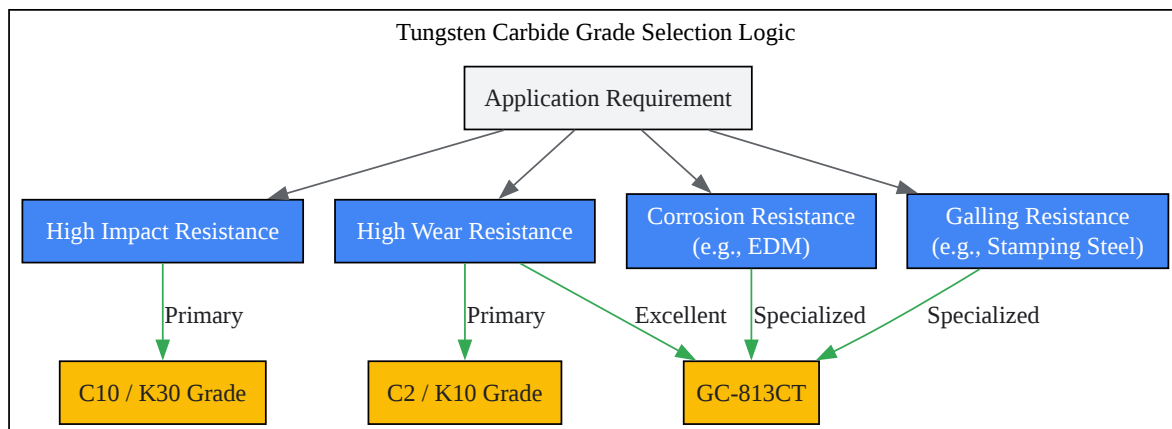 Tungsten Carbide Grade Selection Logic
Application Requirement
High Impact Resistance
High Wear Resistance
Corrosion Resistance
(e.g., EDM)
Galling Resistance
(e.g., Stamping Steel)
Primary
Primary
Excellent
Specialized
Specialized
C10 / K30 Grade
C2 / K10 Grade
GC-813CT